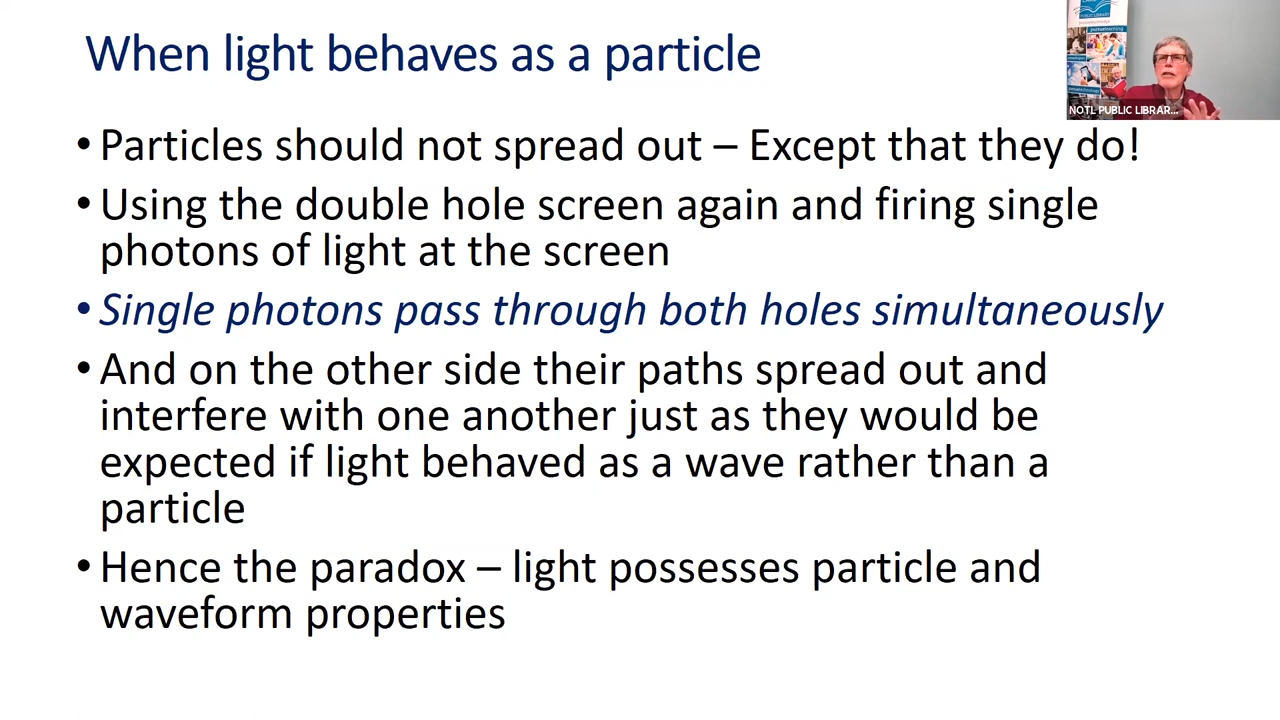 When light behaves as a particle
• Particles should not spread out – Except that they do!
• Using the double hole screen again and firing single
photons of light at the screen
• Single photons pass through both holes simultaneously
• And on the other side their paths spread out and
interfere with one another just as they would be
expected if light behaved as a wave rather than a
particle
• Hence the paradox – light possesses particle and
waveform properties
PUBLIC LIBRARY
NOTL PUBLIC LIBRAR...